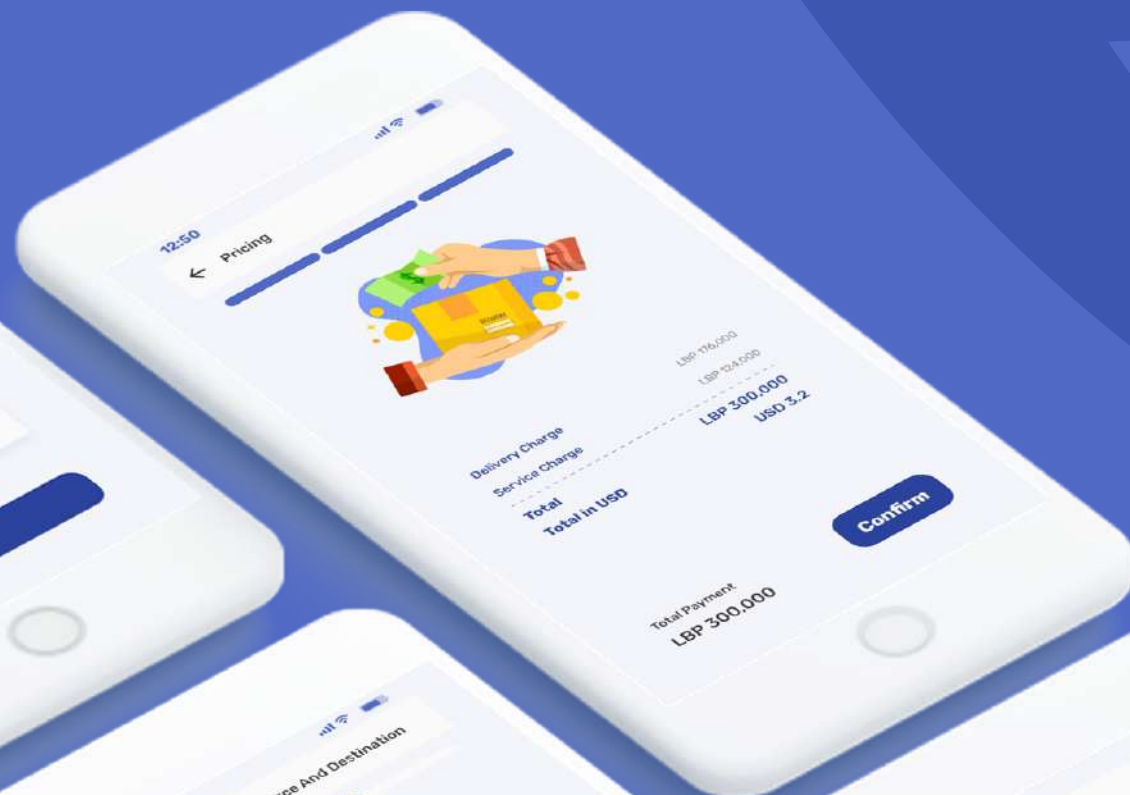 12:50
Pricing
Delivery Charge LBP 176,000
Service Charge LBP 124,000
Total LBP 300,000
Total in USD USD 3.2
Total Payment
LBP 300,000
Confirm
And Destination